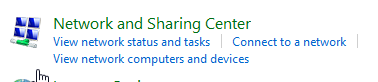 Network and Sharing Center
View network status and tasks | Connect to a network |
View network computers and devices